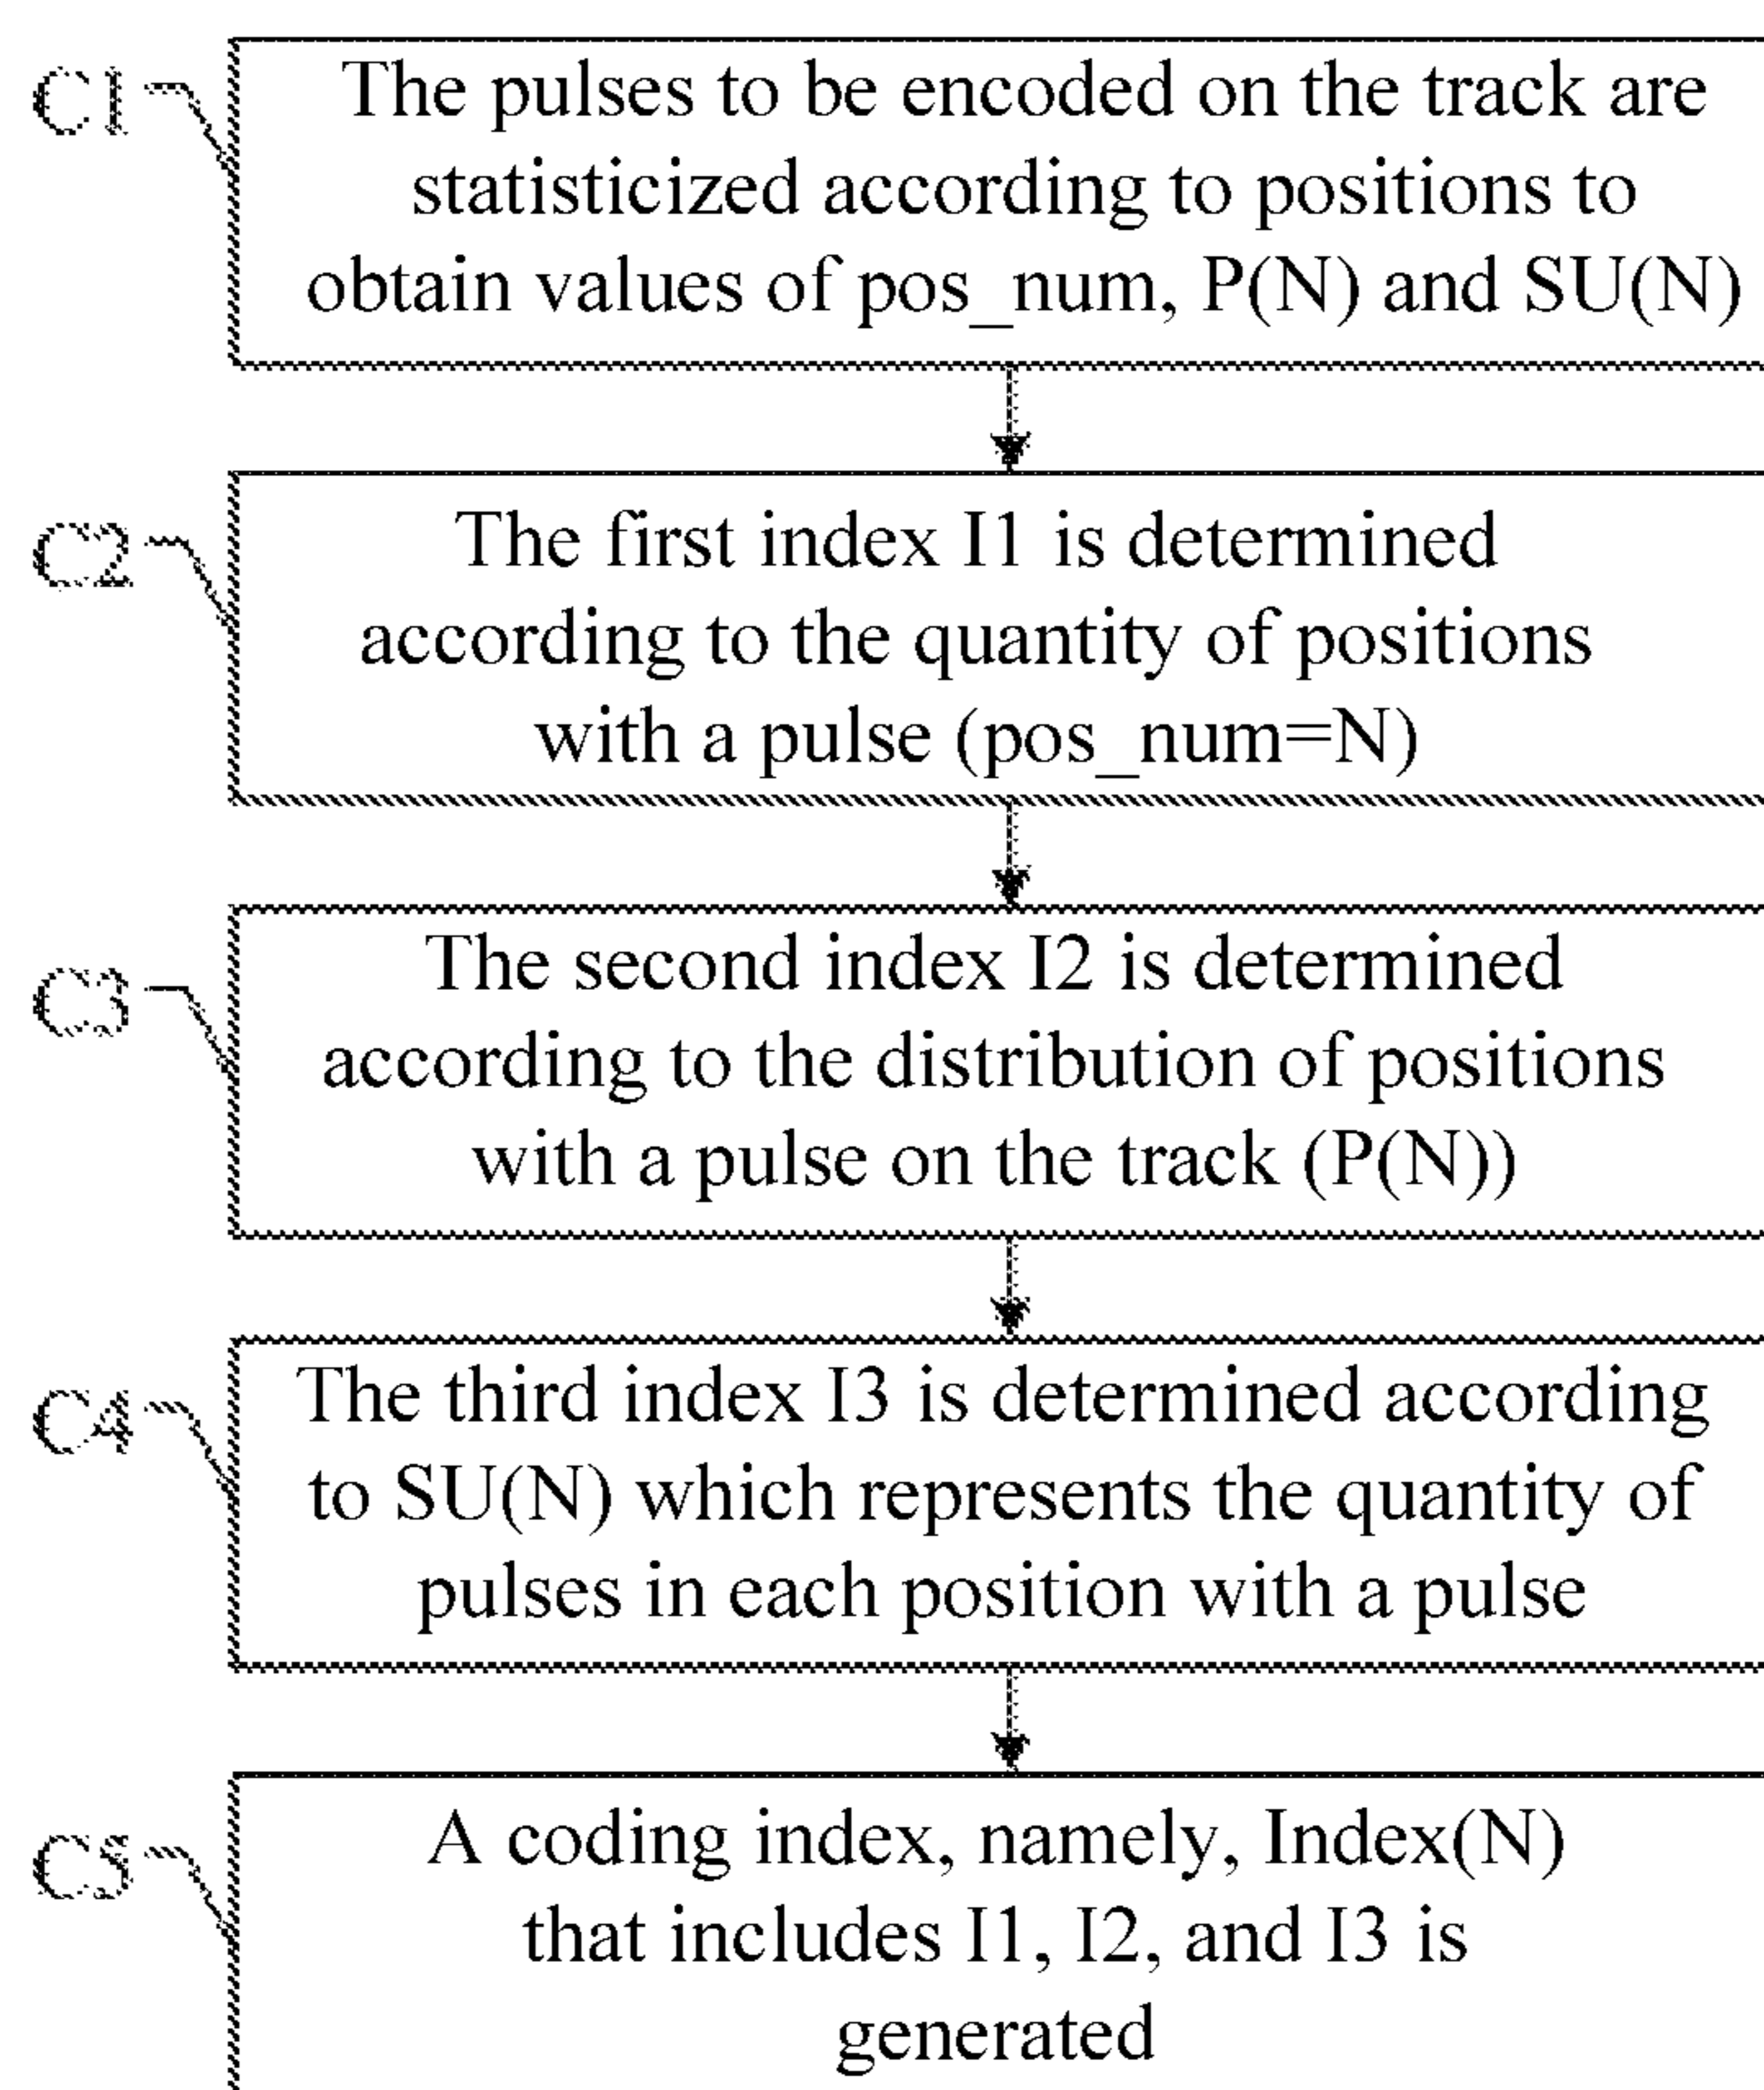 C1
The pulses to be encoded on the track are
statisticized according to positions to
obtain values of pos_num, P(N) and SU(N)
C2
The first index I1 is determined
according to the quantity of positions
with a pulse (pos_num=N)
C3
The second index I2 is determined
according to the distribution of positions
with a pulse on the track (P(N))
C4
The third index I3 is determined according
to SU(N) which represents the quantity of
pulses in each position with a pulse
C5
A coding index, namely, Index(N)
that includes I1, I2, and I3 is
generated